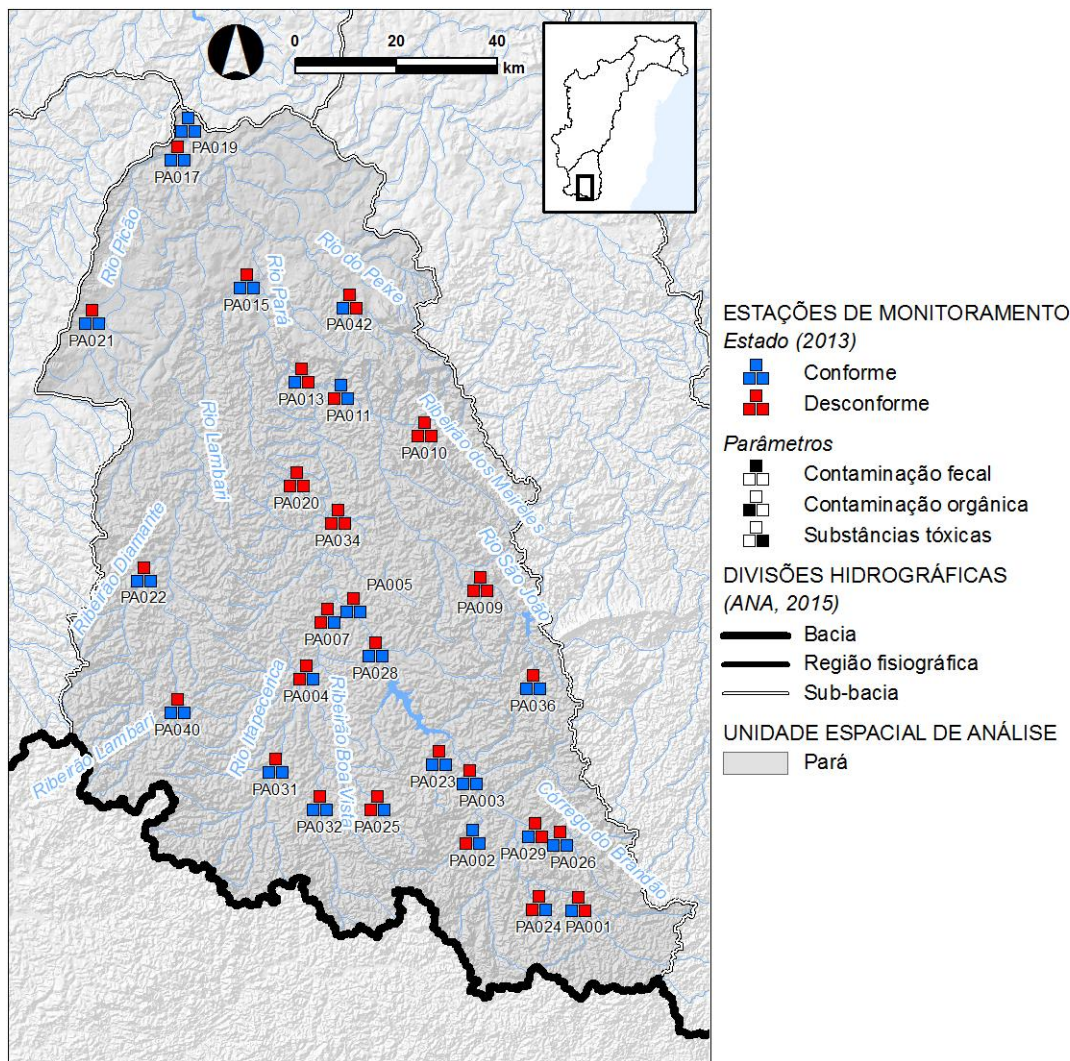 0 20 40
km
PA019
PA017
Rio Picão
Rio do Peixe
Rio Pará
PA015
PA042
PA021
PA013
PA011
Rio Lambari
Ribeirão dos Mendes
PA010
PA020
PA034
Rio São João
Ribeirão Diamante
PA005
PA022
PA009
PA007
PA028
PA004
PA036
Rio Itapecerica
Ribeirão Boa Vista
PA040
Ribeirão Lambari
PA023
PA031
PA003
PA032
PA025
Córrego do Brandão
PA002
PA029
PA026
PA024
PA001
ESTAÇÕES DE MONITORAMENTO
Estado (2013)
Conforme
Desconforme
Parâmetros
Contaminação fecal
Contaminação orgânica
Substâncias tóxicas
DIVISÕES HIDROGRÁFICAS
(ANA, 2015)
Bacia
Região fisiográfica
Sub-bacia
UNIDADE ESPACIAL DE ANÁLISE
Pará